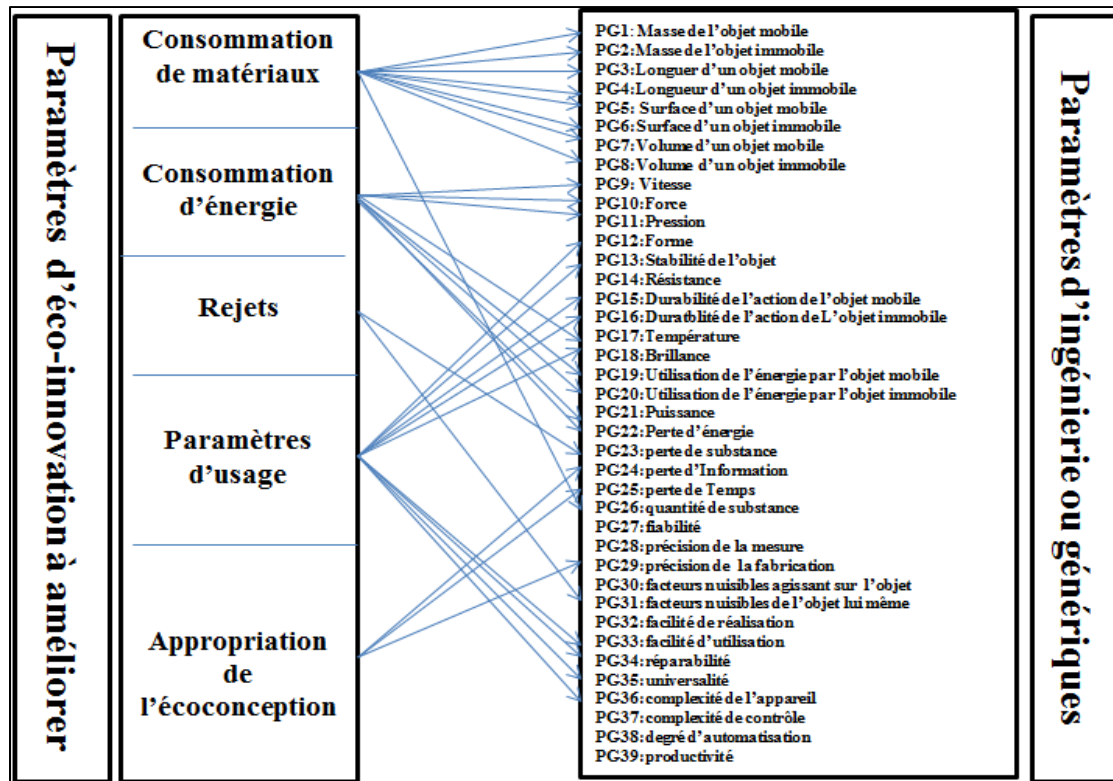 Paramètres d'éco-innovation à améliorer
Consommation
de matériaux
Consommation
d'énergie
Rejets
Paramètres
d'usage
Appropriation
de
l'écoconception
PG1: Masse de l'objet mobile
PG2: Masse de l'objet immobile
PG3: Longuer d'un objet mobile
PG4: Longueur d'un objet immobile
PG5: Surface d'un objet mobile
PG6: Surface d'un objet immobile
PG7: Volume d'un objet mobile
PG8: Volume d'un objet immobile
PG9: Vitesse
PG10: Force
PG11: Pression
PG12: Forme
PG13: Stabilité de l'objet
PG14: Résistance
PG15: Durabilité de l'action de l'objet mobile
PG16: Duratblité de l'action de L'objet immobile
PG17: Température
PG18: Brillance
PG19: Utilisation de l'énergie par l'objet mobile
PG20: Utilisation de l'énergie par l'objet immobile
PG21: Puissance
PG22: Perte d'énergie
PG23: perte de substance
PG24: perte d'Information
PG25: perte de Temps
PG26: quantité de substance
PG27: fiabilité
PG28: précision de la mesure
PG29: précision de la fabrication
PG30: facteurs nuisibles agissant sur l'objet
PG31: facteurs nuisibles de l'objet lui même
PG32: facilité de réalisation
PG33: facilité d'utilisation
PG34: réparabilité
PG35: universalité
PG36: complexité de l'appareil
PG37: complexité de contrôle
PG38: degré d'automatisation
PG39: productivité
Paramètres d'ingénierie ou génériques